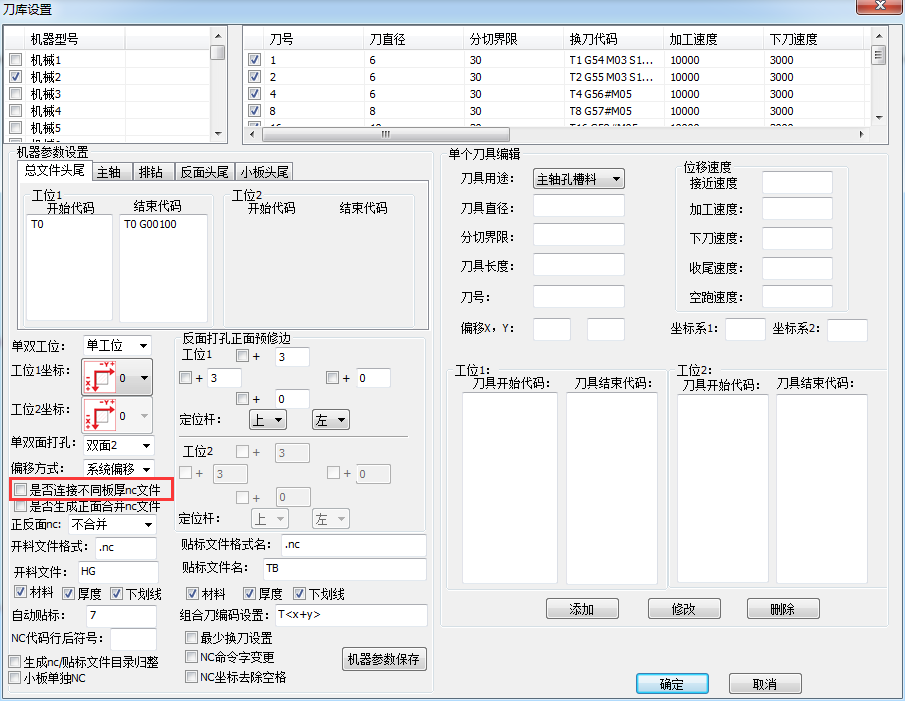 刀库设置
机器型号
机械1
机械2
机械3
机械4
机械5
刀号 刀直径 分切界限 换刀代码 加工速度 下刀速度
1 6 30 T1 G54 M03 S1... 10000 3000
2 6 30 T2 G55 M03 S1... 10000 3000
4 6 30 T4 G56#M05 10000 3000
8 8 30 T8 G57#M05 10000 3000
机器参数设置
总文件头尾 主轴 排钻 反面头尾 小板头尾
工位1
开始代码 结束代码
T0 T0 G00100
工位2
开始代码 结束代码
单双工位： 单工位
工位1坐标： -Y+ X 0
工位2坐标： -Y+ X 0
单双面打孔： 双面2
偏移方式： 系统偏移
是否连接不同板厚nc文件
是否生成正面合并nc文件
正反面nc: 不合并
开料文件格式： .nc
开料文件： HG
材料 厚度 下划线
自动贴标： 7
NC代码行后符号：
生成nc/贴标文件目录归整
小板单独NC
反面打孔正面预修边
工位1 + 3
+ 3 + 0
+ 0
定位杆： 上 左
工位2 + 3
+ 3 + 0
+ 0
定位杆： 上 左
贴标文件格式名： .nc
贴标文件名： TB
材料 厚度 下划线
组合刀编码设置： T<x+y>
最少换刀设置
NC命令字变更
NC坐标去除空格
机器参数保存
单个刀具编辑
刀具用途： 主轴孔槽料
刀具直径：
分切界限：
刀具长度：
刀号：
偏移X，Y：
位移速度
接近速度
加工速度：
下刀速度：
收尾速度：
空跑速度：
坐标系1: 坐标系2:
工位1:
刀具开始代码： 刀具结束代码：
工位2:
刀具开始代码： 刀具结束代码：
添加 修改 删除
确定 取消